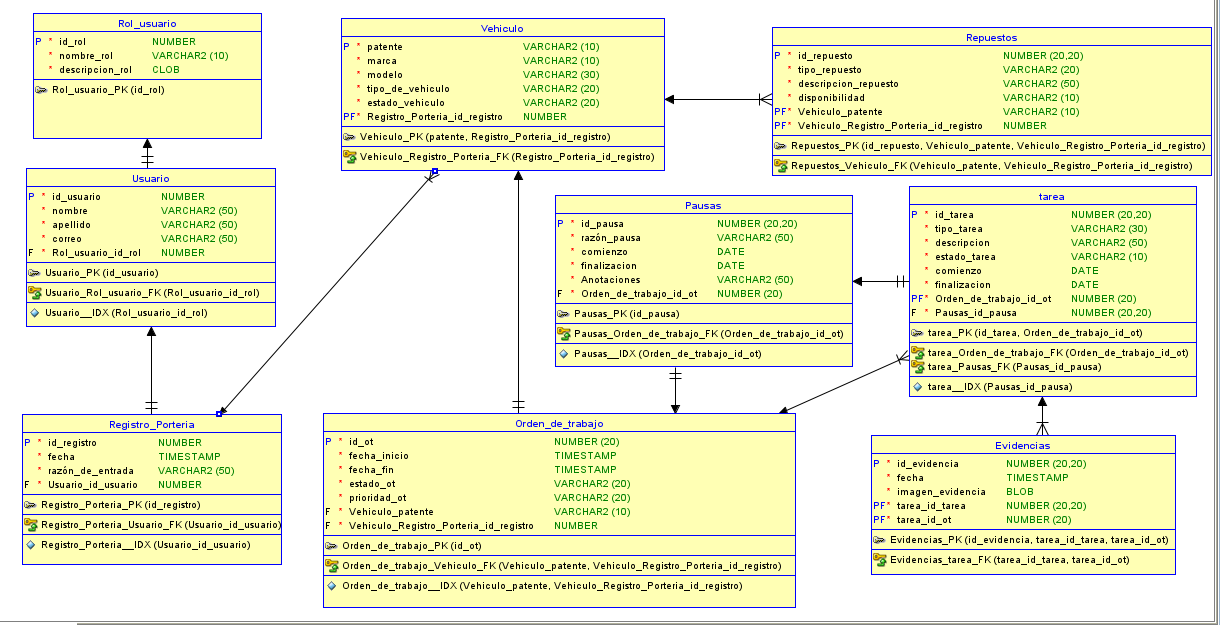 Rol_usuario
P * id_rol NUMBER
* nombre_rol VARCHAR2 (10)
* descripcion_rol CLOB
Rol_usuario_PK (id_rol)
Usuario
P * id_usuario NUMBER
* nombre VARCHAR2 (50)
* apellido VARCHAR2 (50)
* correo VARCHAR2 (50)
F * Rol_usuario_id_rol NUMBER
Usuario_PK (id_usuario)
Usuario_Rol_usuario_FK (Rol_usuario_id_rol)
Usuario__IDX (Rol_usuario_id_rol)
Registro_Porteria
P * id_registro NUMBER
* fecha TIMESTAMP
* razón_de_entrada VARCHAR2 (50)
F * Usuario_id_usuario NUMBER
Registro_Porteria_PK (id_registro)
Registro_Porteria_Usuario_FK (Usuario_id_usuario)
Registro_Porteria__IDX (Usuario_id_usuario)
Vehiculo
P * patente VARCHAR2 (10)
* marca VARCHAR2 (10)
* modelo VARCHAR2 (30)
* tipo_de_vehiculo VARCHAR2 (20)
* estado_vehiculo VARCHAR2 (20)
PF* Registro_Porteria_id_registro NUMBER
Vehiculo_PK (patente, Registro_Porteria_id_registro)
Vehiculo_Registro_Porteria_FK (Registro_Porteria_id_registro)
Repuestos
P * id_repuesto NUMBER (20,20)
* tipo_repuesto VARCHAR2 (20)
* descripcion_repuesto VARCHAR2 (50)
* disponibilidad VARCHAR2 (10)
PF* Vehiculo_patente VARCHAR2 (10)
PF* Vehiculo_Registro_Porteria_id_registro NUMBER
Repuestos_PK (id_repuesto, Vehiculo_patente, Vehiculo_Registro_Porteria_id_registro)
Repuestos_Vehiculo_FK (Vehiculo_patente, Vehiculo_Registro_Porteria_id_registro)
Pausas
P * id_pausa NUMBER (20,20)
* razón_pausa VARCHAR2 (50)
* comienzo DATE
* finalizacion DATE
* Anotaciones VARCHAR2 (50)
F * Orden_de_trabajo_id_ot NUMBER (20)
Pausas_PK (id_pausa)
Pausas_Orden_de_trabajo_FK (Orden_de_trabajo_id_ot)
Pausas__IDX (Orden_de_trabajo_id_ot)
tarea
P * id_tarea NUMBER (20,20)
* tipo_tarea VARCHAR2 (30)
* descripcion VARCHAR2 (50)
* estado_tarea VARCHAR2 (10)
* comienzo DATE
* finalizacion DATE
PF* Orden_de_trabajo_id_ot NUMBER (20)
F * Pausas_id_pausa NUMBER (20,20)
tarea_PK (id_tarea, Orden_de_trabajo_id_ot)
tarea_Orden_de_trabajo_FK (Orden_de_trabajo_id_ot)
tarea_Pausas_FK (Pausas_id_pausa)
tarea__IDX (Pausas_id_pausa)
Orden_de_trabajo
P * id_ot NUMBER (20)
* fecha_inicio TIMESTAMP
* fecha_fin TIMESTAMP
* estado_ot VARCHAR2 (20)
* prioridad_ot VARCHAR2 (20)
F * Vehiculo_patente VARCHAR2 (10)
F * Vehiculo_Registro_Porteria_id_registro NUMBER
Orden_de_trabajo_PK (id_ot)
Orden_de_trabajo_Vehiculo_FK (Vehiculo_patente, Vehiculo_Registro_Porteria_id_registro)
Orden_de_trabajo__IDX (Vehiculo_patente, Vehiculo_Registro_Porteria_id_registro)
Evidencias
P * id_evidencia NUMBER (20,20)
* fecha TIMESTAMP
* imagen_evidencia BLOB
PF* tarea_id_tarea NUMBER (20,20)
PF* tarea_id_ot NUMBER (20)
Evidencias_PK (id_evidencia, tarea_id_tarea, tarea_id_ot)
Evidencias_tarea_FK (tarea_id_tarea, tarea_id_ot)